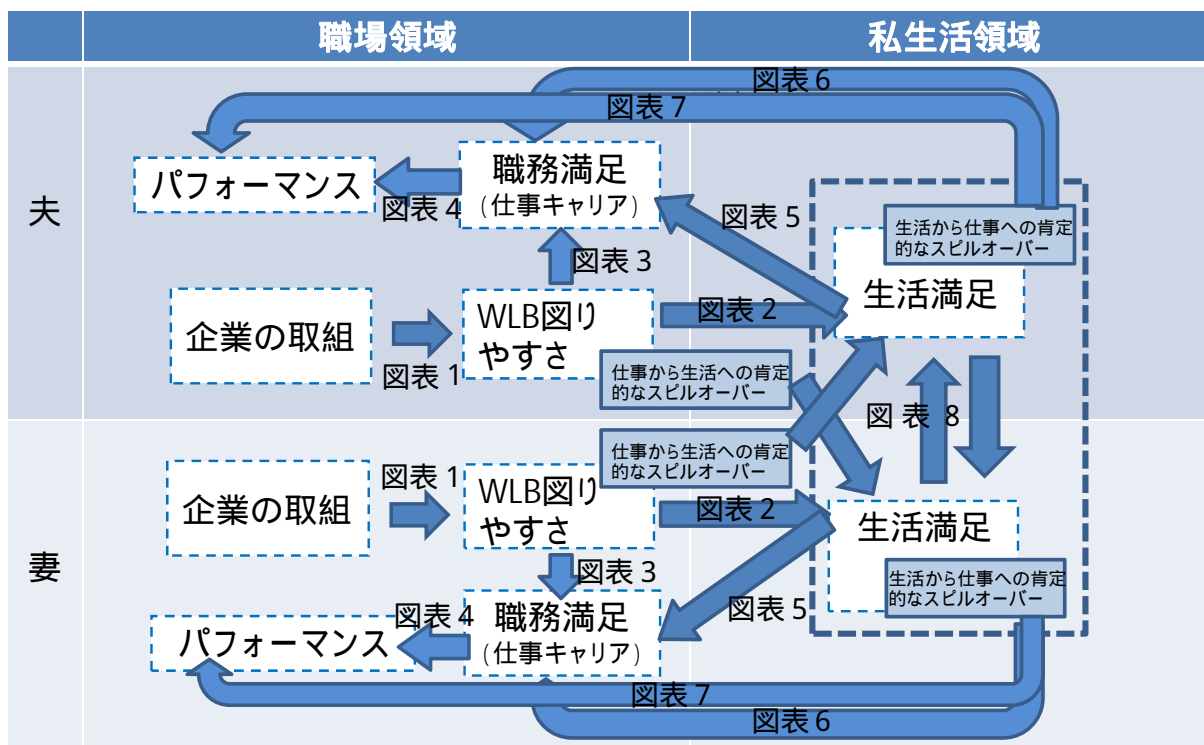 職場領域
私生活領域
夫
図表6
図表7
パフォーマンス
図表4
職務満足
(仕事キャリア)
図表5
生活から仕事への肯定
的なスピルオーバー
生活満足
図表3
企業の取組
図表1
WLB図り
やすさ
図表2
仕事から生活への肯定
的なスピルオーバー
図表8
妻
仕事から生活への肯定
的なスピルオーバー
企業の取組
図表1
WLB図り
やすさ
図表2
生活満足
生活から仕事への肯定
的なスピルオーバー
図表3
図表5
パフォーマンス
図表4
職務満足
(仕事キャリア)
図表7
図表6